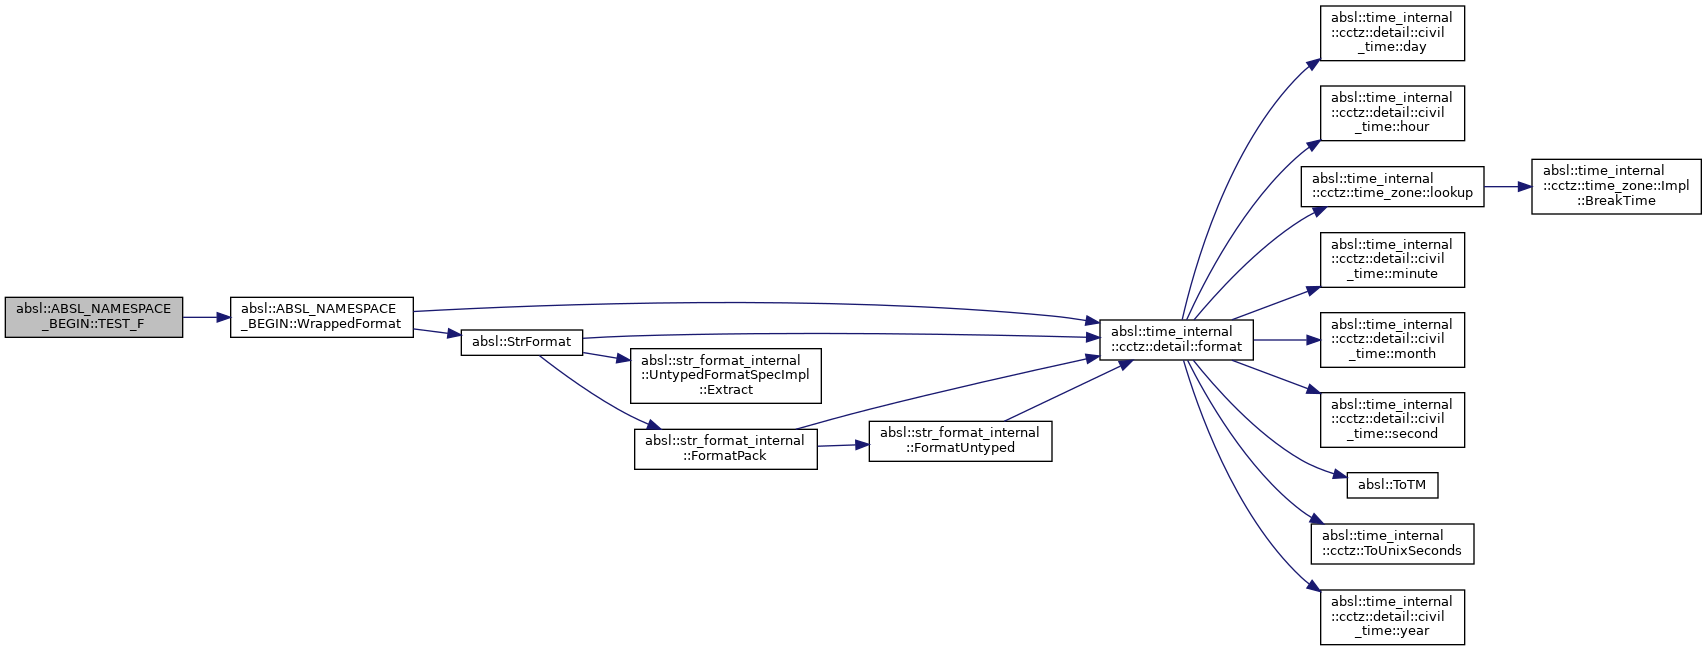 absl::ABSL_NAMESPACE
_BEGIN::TEST_F
absl::ABSL_NAMESPACE
_BEGIN::WrappedFormat
absl::StrFormat
absl::str_format_internal
::UntypedFormatSpecImpl
::Extract
absl::str_format_internal
::FormatPack
absl::str_format_internal
::FormatUntyped
absl::time_internal
::cctz::detail::format
absl::time_internal
::cctz::detail::civil
_time::day
absl::time_internal
::cctz::detail::civil
_time::hour
absl::time_internal
::cctz::time_zone::lookup
absl::time_internal
::cctz::time_zone::Impl
::BreakTime
absl::time_internal
::cctz::detail::civil
_time::minute
absl::time_internal
::cctz::detail::civil
_time::month
absl::time_internal
::cctz::detail::civil
_time::second
absl::ToTM
absl::time_internal
::cctz::ToUnixSeconds
absl::time_internal
::cctz::detail::civil
_time::year